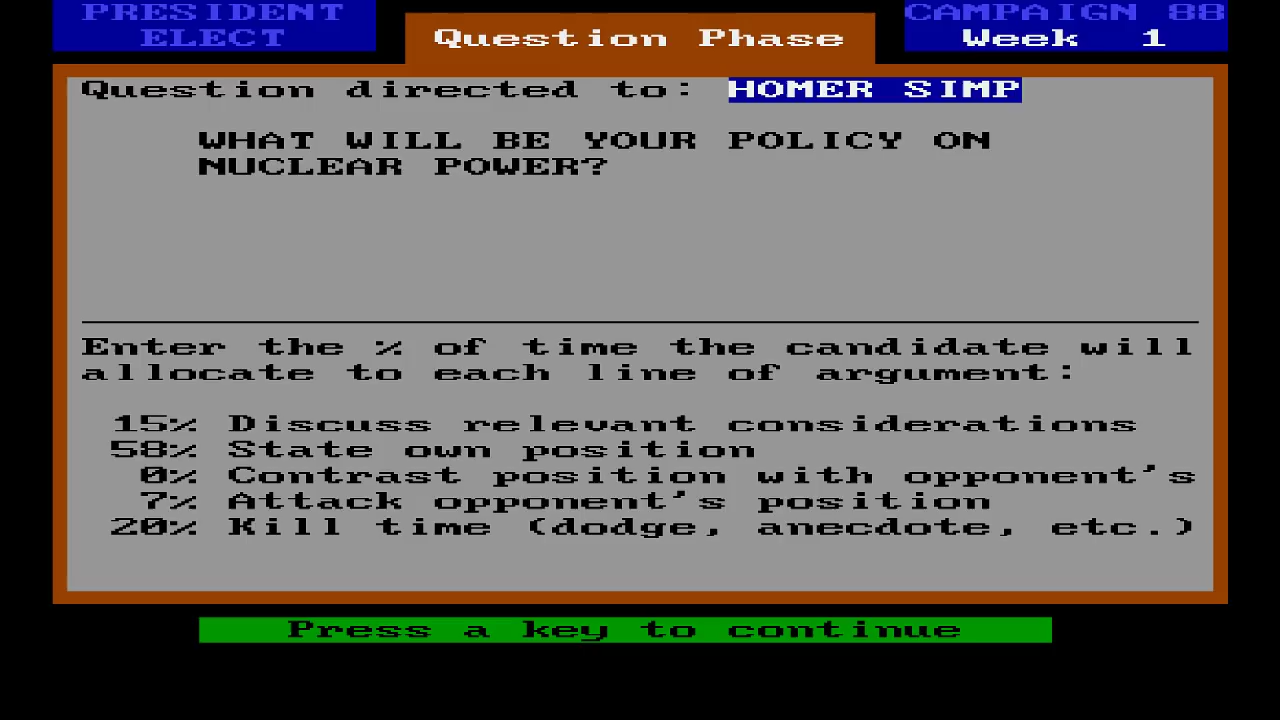 PRESIDENT
ELECT
Question Phase
CAMPAIGN 88
Week 1
Question directed to: HOMER SIMP
WHAT WILL BE YOUR POLICY ON
NUCLEAR POWER?
Enter the % of time the candidate will
allocate to each line of argument:
15% Discuss relevant considerations
58% State own position
0% Contrast position with opponent's
7% Attack opponent's position
20% Kill time (dodge, anecdote, etc.)
Press a key to continue